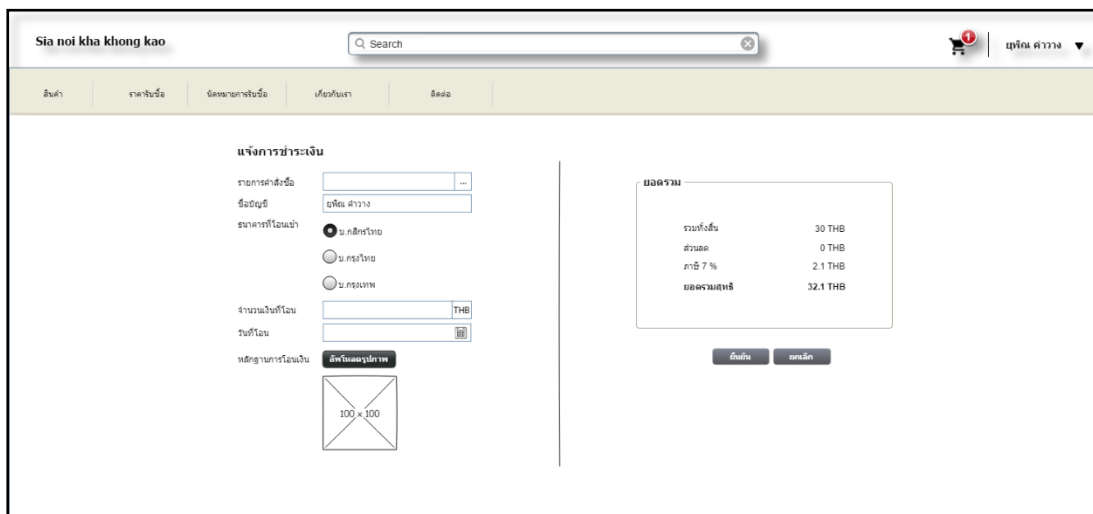 Sia noi kha khong kao
Search
1
ยุพิณ คำวาง
สินค้า
ราคารับซื้อ
นัดหมายการรับซื้อ
เกี่ยวกับเรา
ติดต่อ
แจ้งการชำระเงิน
รายการคำสั่งซื้อ
...
ชื่อบัญชี
ยุพิณ คำวาง
ธนาคารที่โอนเข้า
บ.กสิกรไทย
บ.กรุงไทย
บ.กรุงเทพ
จำนวนเงินที่โอน
THB
วันที่โอน
หลักฐานการโอนเงิน
อัพโหลดรูปภาพ
100 x 100
ยอดรวม
รวมทั้งสิ้น 30 THB
ส่วนลด 0 THB
ภาษี 7 % 2.1 THB
ยอดรวมสุทธิ 32.1 THB
ยืนยัน
ยกเลิก